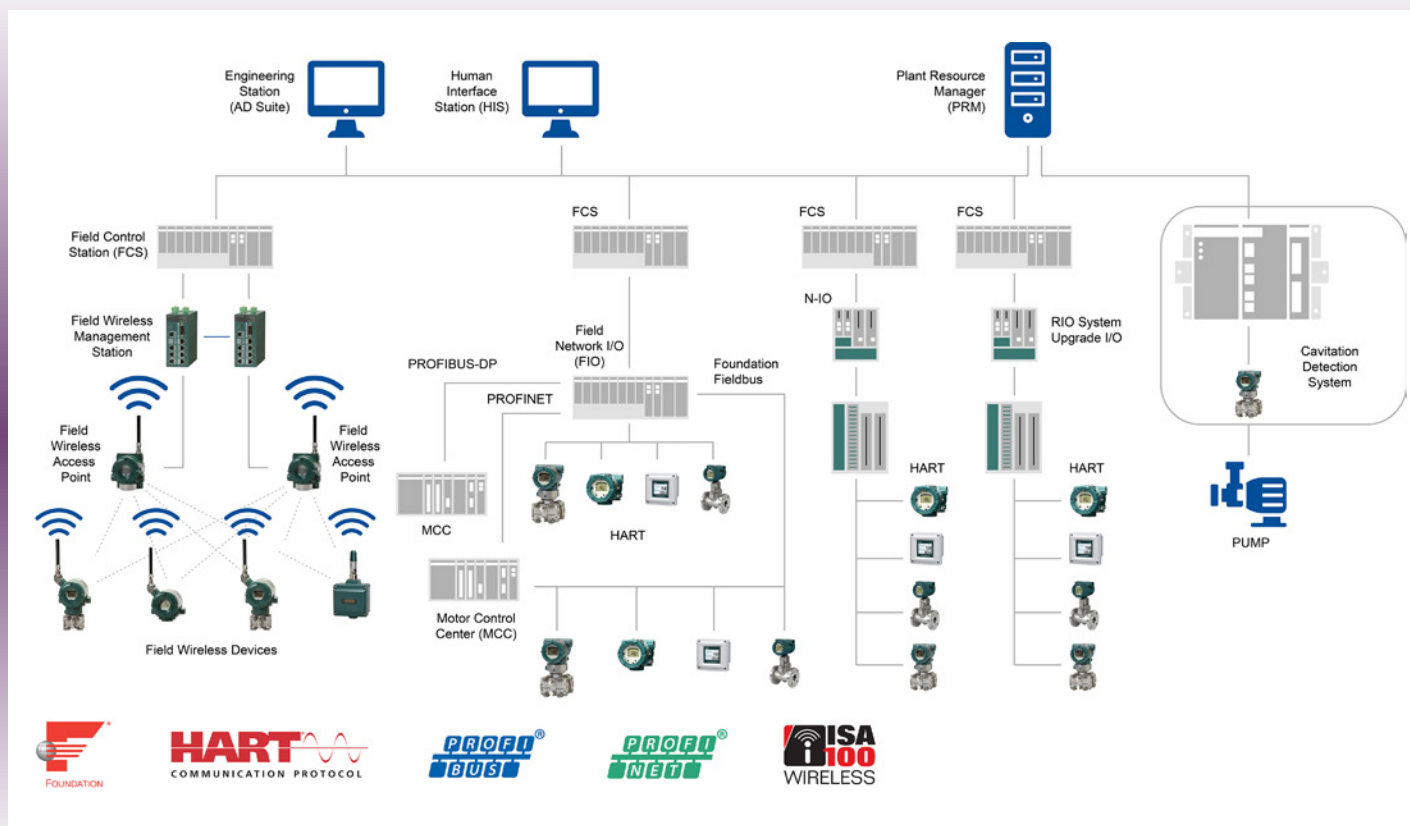 Engineering
Station
(AD Suite)
Human
Interface
Station (HIS)
Plant Resource
Manager
(PRM)
Field Control
Station (FCS)
FCS
FCS
FCS
Field Wireless
Management
Station
Field
Network I/O
(FIO)
N-IO
RIO System
Upgrade I/O
Cavitation
Detection
System
PROFIBUS-DP
PROFINET
Foundation
Fieldbus
Field
Wireless
Access
Point
Field
Wireless
Access
Point
MCC
HART
HART
HART
PUMP
Motor Control
Center (MCC)
Field Wireless Devices
F®
FOUNDATION
HART®
COMMUNICATION PROTOCOL
PROFI®
BUS
PROFI®
NET
ISA
100
WIRELESS